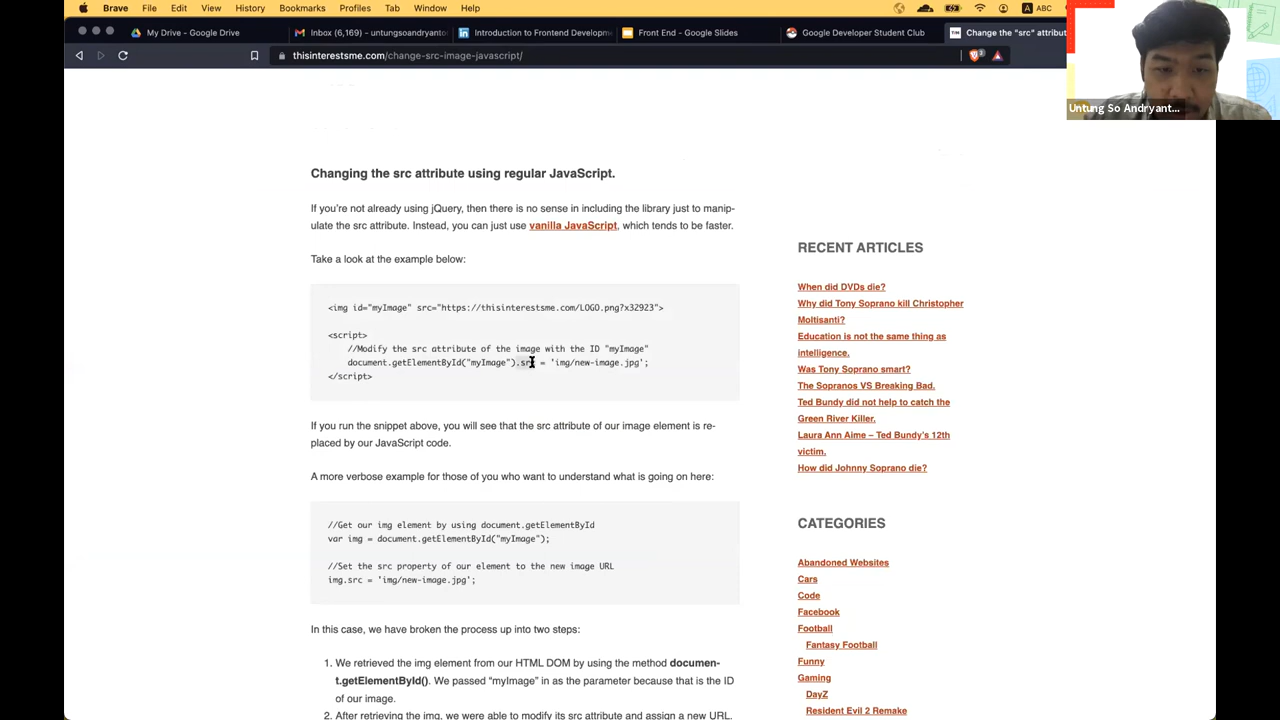 Brave File Edit View History Bookmarks Profiles Tab Window Help ABC
My Drive - Google Drive
Inbox (6,169) - untungsoandryanto
Introduction to Frontend Developm
Front End - Google Slides
Google Developer Student Club
Change the "src" attribut
thisinterestsme.com/change-src-image-javascript/
3
Untung So Andryant...
Changing the src attribute using regular JavaScript.
If you're not already using jQuery, then there is no sense in including the library just to manip-
ulate the src attribute. Instead, you can just use vanilla JavaScript, which tends to be faster.
Take a look at the example below:
<img id="myImage" src="https://thisinterestsme.com/LOGO.png?x32923">
<script>
//Modify the src attribute of the image with the ID "myImage"
document.getElementById("myImage").src = 'img/new-image.jpg';
</script>
If you run the snippet above, you will see that the src attribute of our image element is re-
placed by our JavaScript code.
A more verbose example for those of you who want to understand what is going on here:
//Get our img element by using document.getElementById
var img = document.getElementById("myImage");
//Set the src property of our element to the new image URL
img.src = 'img/new-image.jpg';
In this case, we have broken the process up into two steps:
1. We retrieved the img element from our HTML DOM by using the method documen-
t.getElementById(). We passed "myImage" in as the parameter because that is the ID
of our image.
2. After retrieving the img, we were able to modify its src attribute and assign a new URL.
RECENT ARTICLES
When did DVDs die?
Why did Tony Soprano kill Christopher
Moltisanti?
Education is not the same thing as
intelligence.
Was Tony Soprano smart?
The Sopranos VS Breaking Bad.
Ted Bundy did not help to catch the
Green River Killer.
Laura Ann Aime – Ted Bundy's 12th
victim.
How did Johnny Soprano die?
CATEGORIES
Abandoned Websites
Cars
Code
Facebook
Football
Fantasy Football
Funny
Gaming
DayZ
Resident Evil 2 Remake